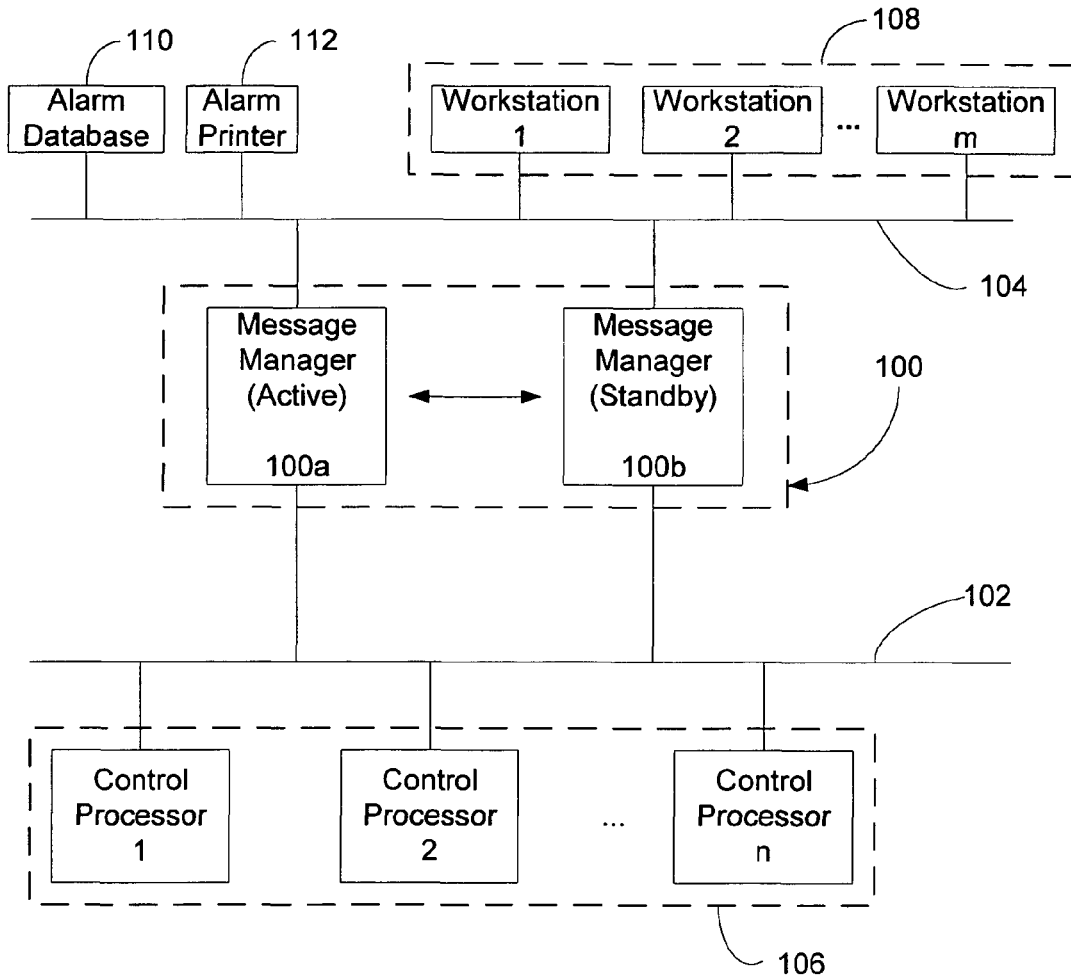 110
112
108
Alarm
Database
Alarm
Printer
Workstation
1
Workstation
2
...
Workstation
m
104
Message
Manager
(Active)
100a
Message
Manager
(Standby)
100b
100
102
Control
Processor
1
Control
Processor
2
...
Control
Processor
n
106